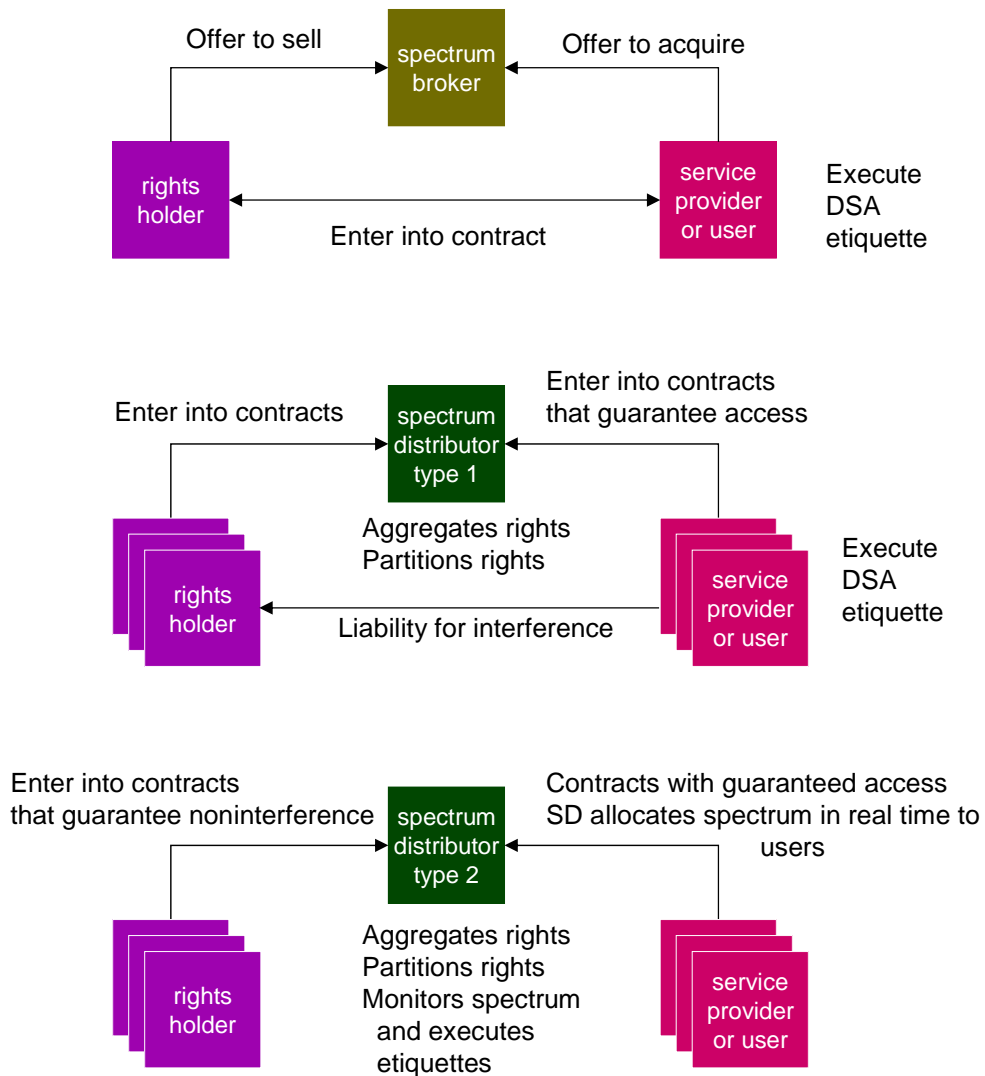 Offer to sell
spectrum
broker
Offer to acquire
rights
holder
Enter into contract
service
provider
or user
Execute
DSA
etiquette
Enter into contracts
spectrum
distributor
type 1
Enter into contracts
that guarantee access
Aggregates rights
Partitions rights
rights
holder
Liability for interference
service
provider
or user
Execute
DSA
etiquette
Enter into contracts
that guarantee noninterference
spectrum
distributor
type 2
Contracts with guaranteed access
SD allocates spectrum in real time to
users
rights
holder
Aggregates rights
Partitions rights
Monitors spectrum
and executes
etiquettes
service
provider
or user